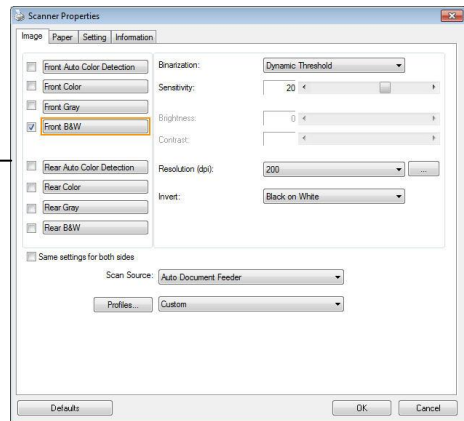 Scanner Properties
Image Paper Setting Information
Front Auto Color Detection
Front Color
Front Gray
Front B&W
Rear Auto Color Detection
Rear Color
Rear Gray
Rear B&W
Binarization: Dynamic Threshold
Sensitivity: 20
Brightness: 0
Contrast:
Resolution (dpi): 200 ...
Invert: Black on White
Same settings for both sides
Scan Source: Auto Document Feeder
Profiles... Custom
Defaults OK Cancel